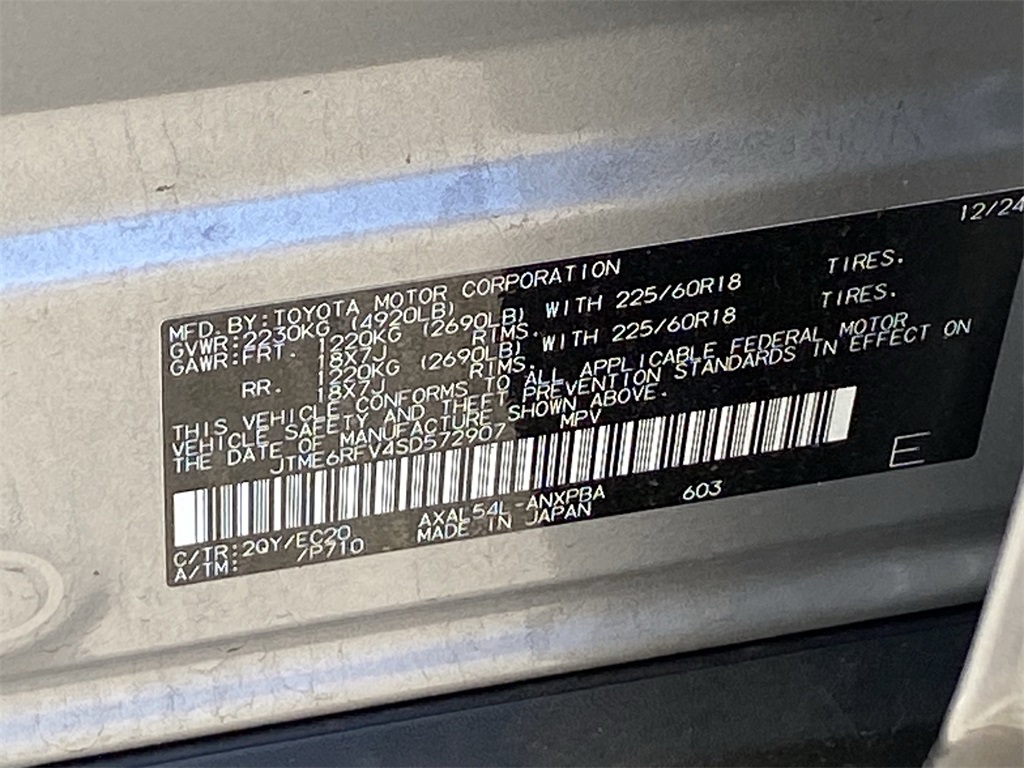 12/24
MFD.BY:TOYOTA MOTOR CORPORATION
GVWR:2230KG (4920LB)
GAWR:FRT. 1220KG (2690LB) WITH 225/60R18 TIRES.
18X7J RIMS.
RR. 1220KG (2690LB) WITH 225/60R18 TIRES.
18X7J RIMS.
THIS VEHICLE CONFORMS TO ALL APPLICABLE FEDERAL MOTOR
VEHICLE SAFETY AND THEFT PREVENTION STANDARDS IN EFFECT ON
THE DATE OF MANUFACTURE SHOWN ABOVE.
JTME6RFV4SD572907 MPV
E
C/TR:2QY/EC20 AXAL54L-ANXPBA 603
A/TM: /P710 MADE IN JAPAN